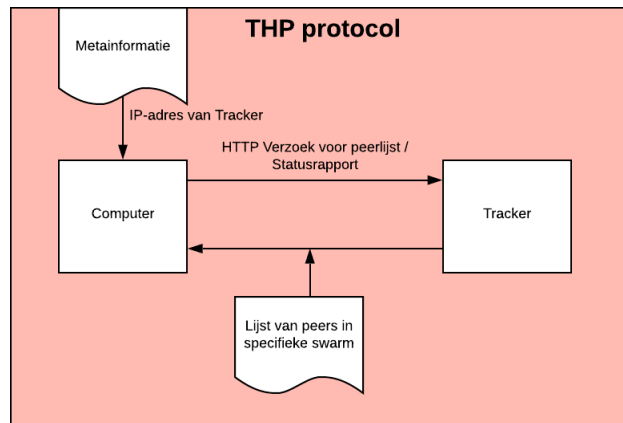 THP protocol
Metainformatie
IP-adres van Tracker
HTTP Verzoek voor peerlijst /
Statusrapport
Computer
Tracker
Lijst van peers in
specifieke swarm